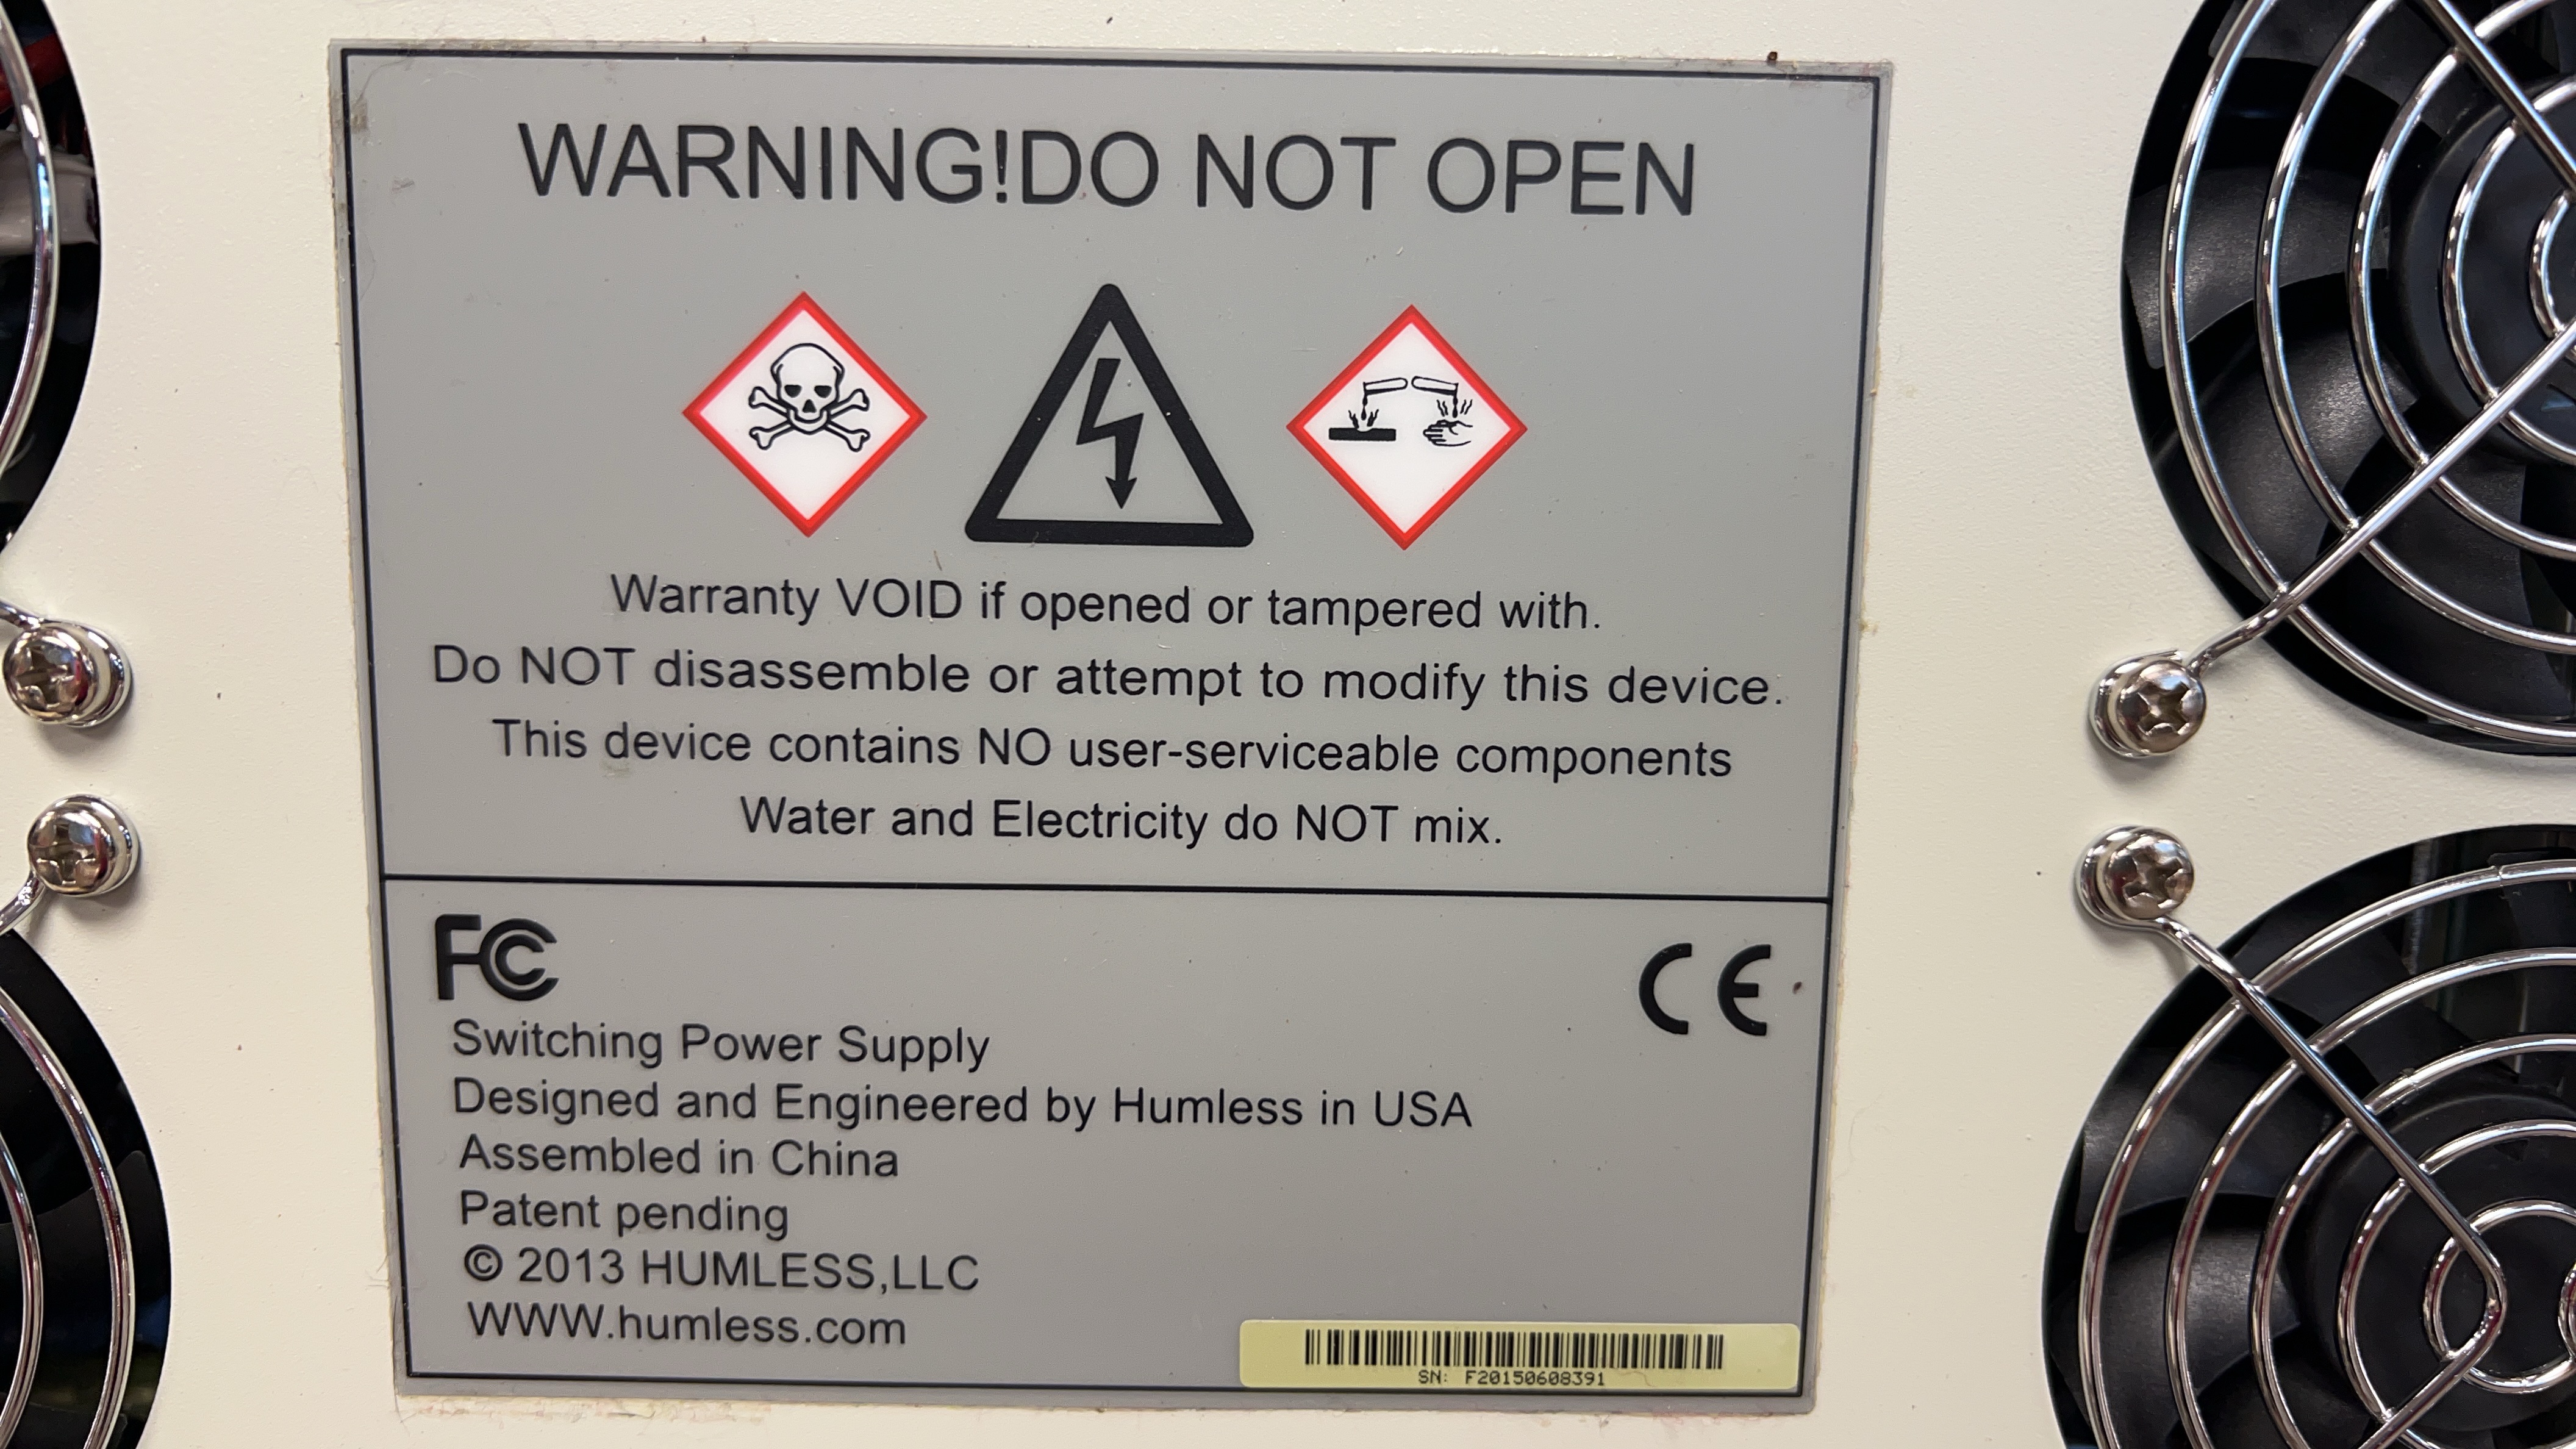 WARNING!DO NOT OPEN
Warranty VOID if opened or tampered with.
Do NOT disassemble or attempt to modify this device.
This device contains NO user-serviceable components
Water and Electricity do NOT mix.
FC CE
Switching Power Supply
Designed and Engineered by Humless in USA
Assembled in China
Patent pending
© 2013 HUMLESS,LLC
WWW.humless.com
SN: F20150608391